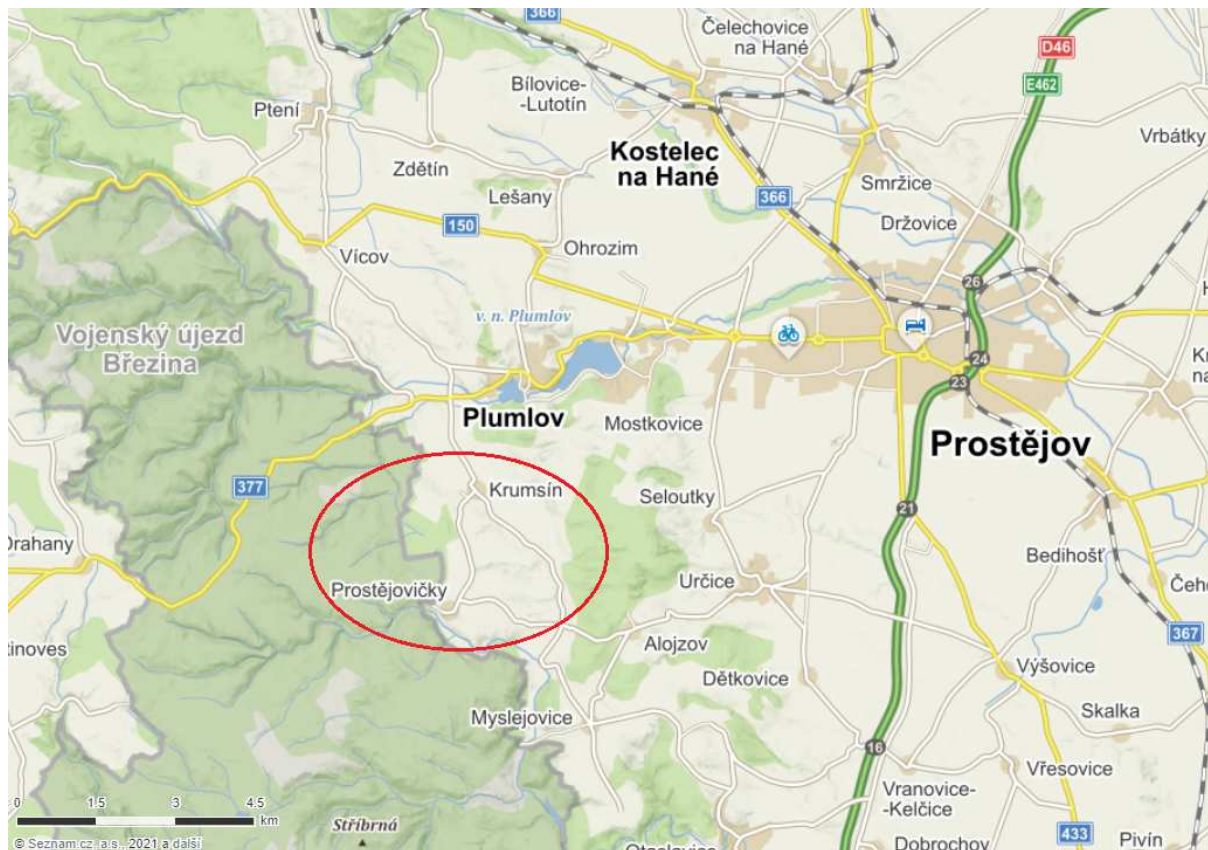 366
Čelechovice
na Hané
D46
E462
Bílovice-
-Lutotín
Ptení
Vrbátky
Kostelec
na Hané
Zdětín
Smržice
366
Lešany
Držovice
150
Ohrozim
Vícov
26
v. n. Plumlov
Vojenský újezd
Březina
24
23
Plumlov
Mostkovice
Prostějov
377
Krumsín
Seloutky
21
Drahany
Bedihošť
Prostějovičky
Určice
367
Alojzov
Výšovice
Dětkovice
Skalka
Myslejovice
16
Vřesovice
Vranovice-
-Kelčice
0 1.5 3 4.5
km
Stříbrná
433
Pivín
Dobrochov
© Seznam.cz, a.s., 2021 a další